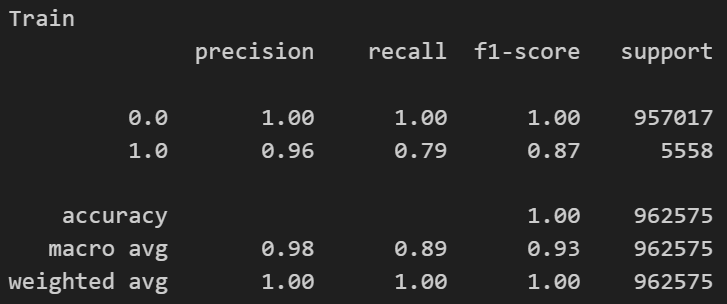 Train
precision recall f1-score support
0.0 1.00 1.00 1.00 957017
1.0 0.96 0.79 0.87 5558
accuracy 1.00 962575
macro avg 0.98 0.89 0.93 962575
weighted avg 1.00 1.00 1.00 962575